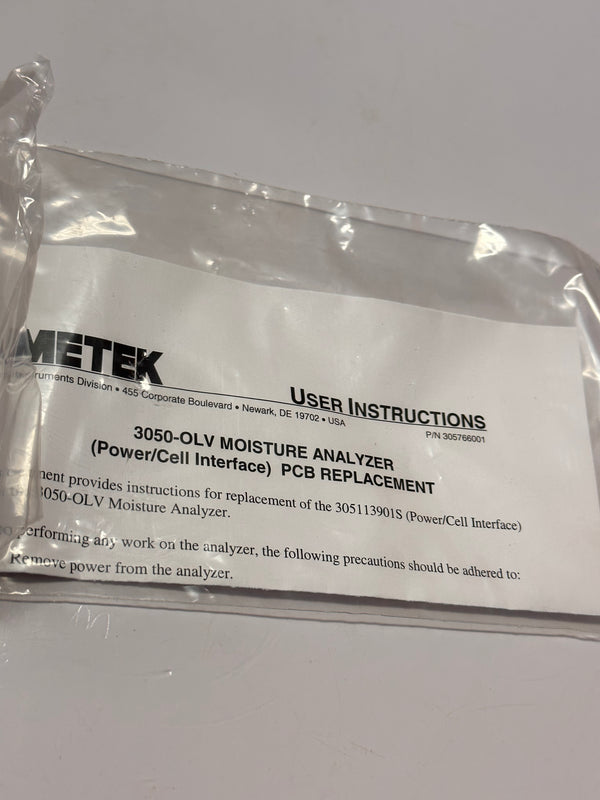 METEK
ruments Division • 455 Corporate Boulevard • Newark, DE 19702 • USA
USER INSTRUCTIONS
P/N 305766001
3050-OLV MOISTURE ANALYZER
(Power/Cell Interface) PCB REPLACEMENT
ment provides instructions for replacement of the 305113901S (Power/Cell Interface)
3050-OLV Moisture Analyzer.
performing any work on the analyzer, the following precautions should be adhered to:
Remove power from the analyzer.